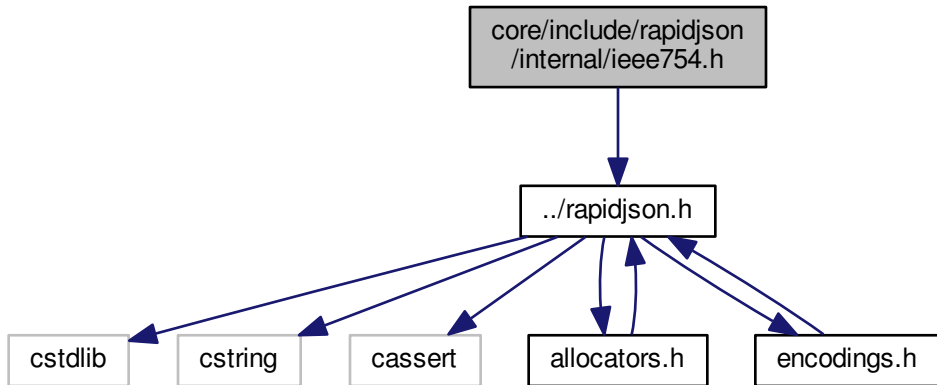 core/include/rapidjson
/internal/ieee754.h
../rapidjson.h
cstdlib
cstring
cassert
allocators.h
encodings.h